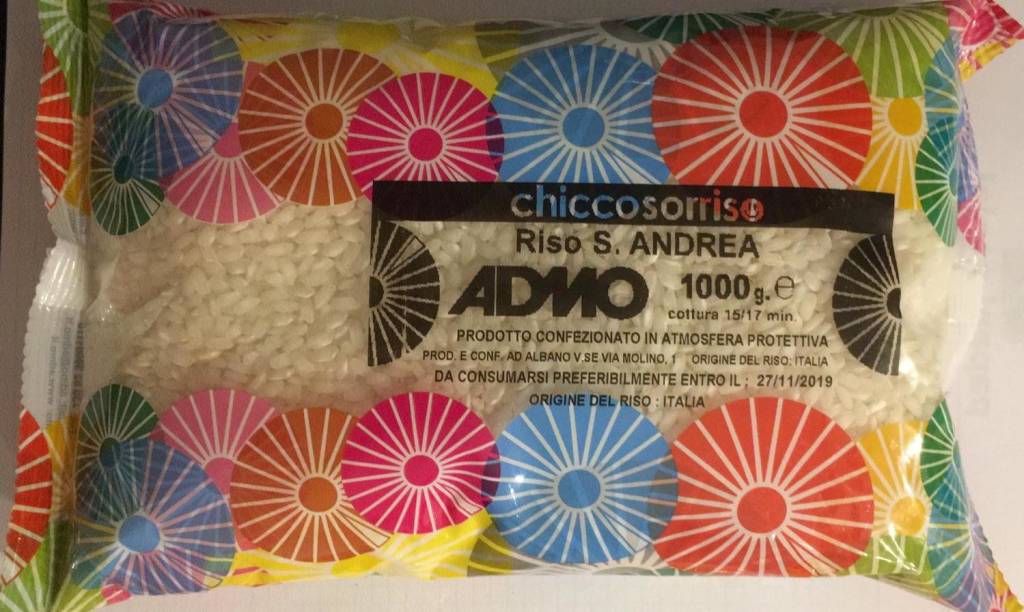 chiccosorriso
Riso S. ANDREA
ADMO 1000 g. e
cottura 15/17 min.
PRODOTTO CONFEZIONATO IN ATMOSFERA PROTETTIVA
PROD. E CONF. AD ALBANO V.SE VIA MOLINO, 1 ORIGINE DEL RISO: ITALIA
DA CONSUMARSI PREFERIBILMENTE ENTRO IL ; 27/11/2019
ORIGINE DEL RISO : ITALIA